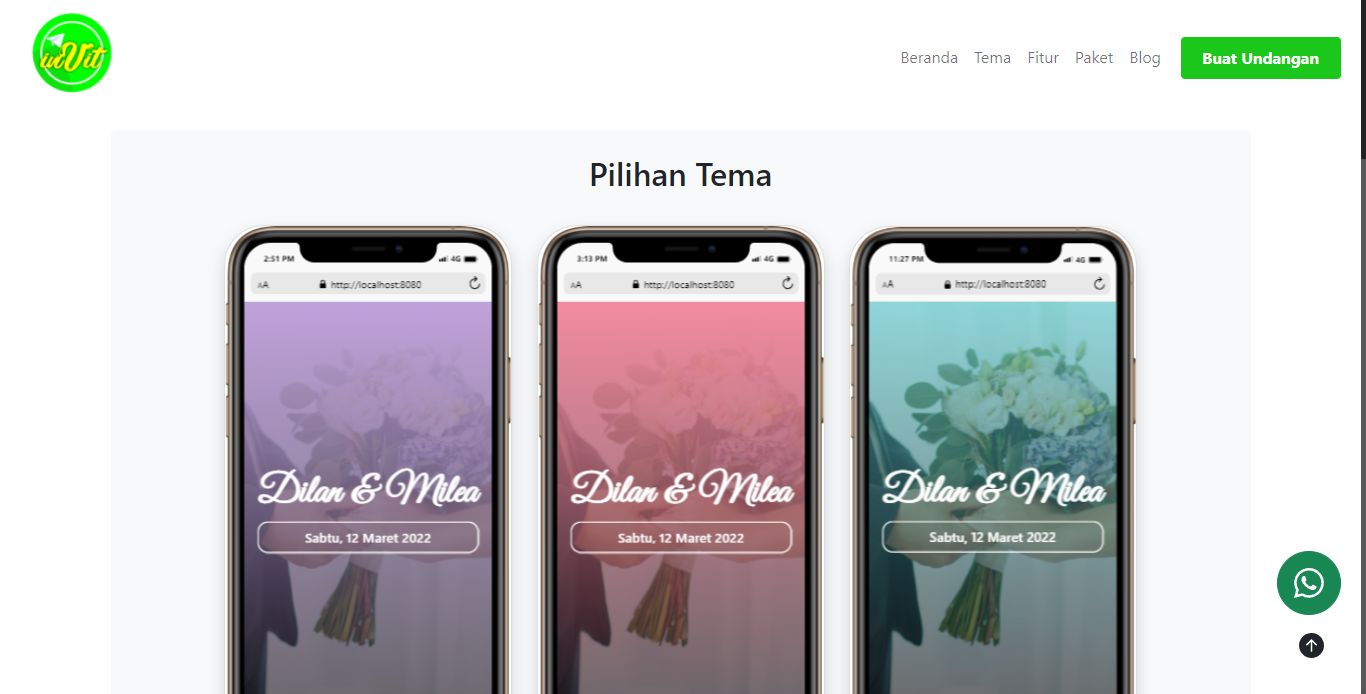 inVit
Beranda Tema Fitur Paket Blog Buat Undangan
Pilihan Tema
2:51 PM 4G
AA http://localhost:8080
Dilan & Milea
Sabtu, 12 Maret 2022
3:13 PM 4G
AA http://localhost:8080
Dilan & Milea
Sabtu, 12 Maret 2022
11:27 PM 4G
AA http://localhost:8080
Dilan & Milea
Sabtu, 12 Maret 2022